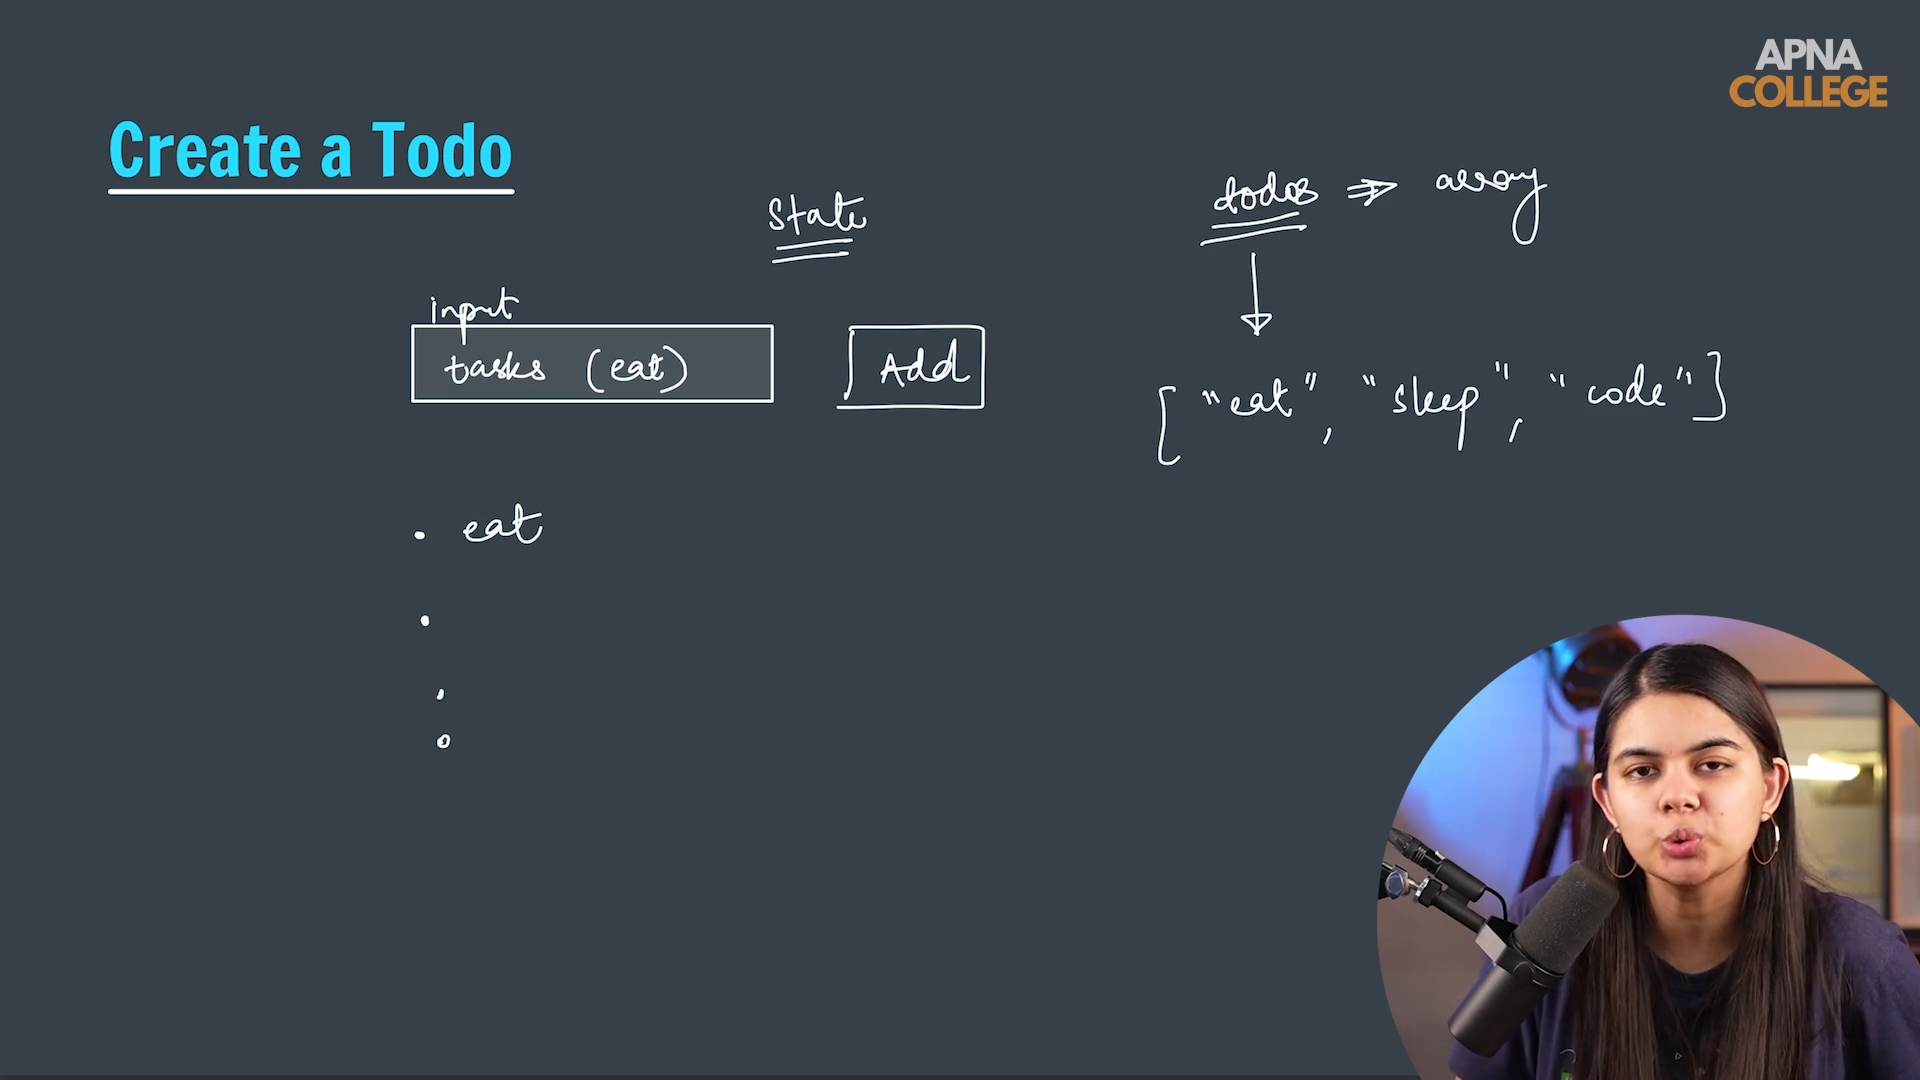 APNA
COLLEGE
Create a Todo
State
todos ⇒ array
input
tasks (eat)
Add
["eat", "sleep", "code"]
• eat